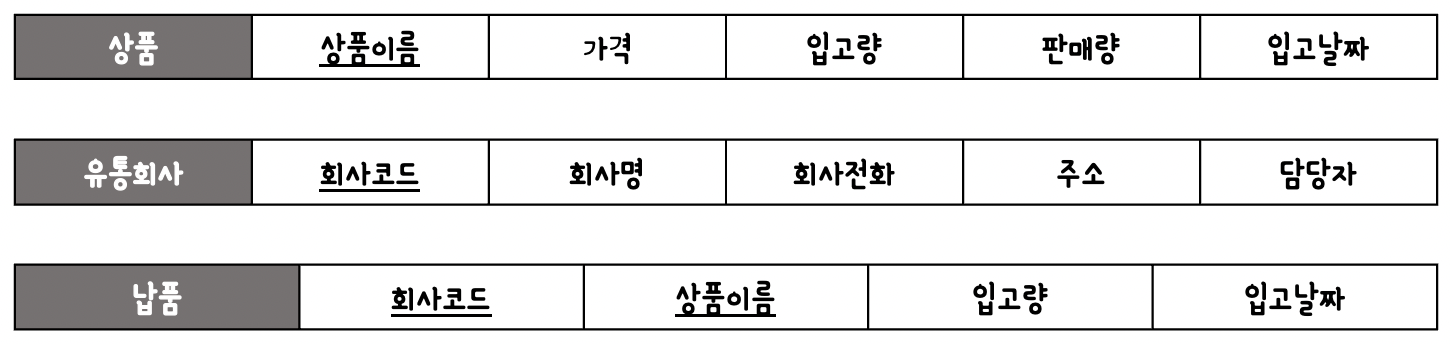 상품 상품이름 가격 입고량 판매량 입고날짜
유통회사 회사코드 회사명 회사전화 주소 담당자
납품 회사코드 상품이름 입고량 입고날짜